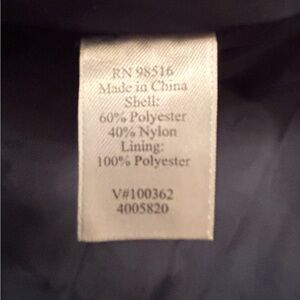 RN 98516
Made in China
Shell:
60% Polyester
40% Nylon
Lining:
100% Polyester
V#100362
4005820